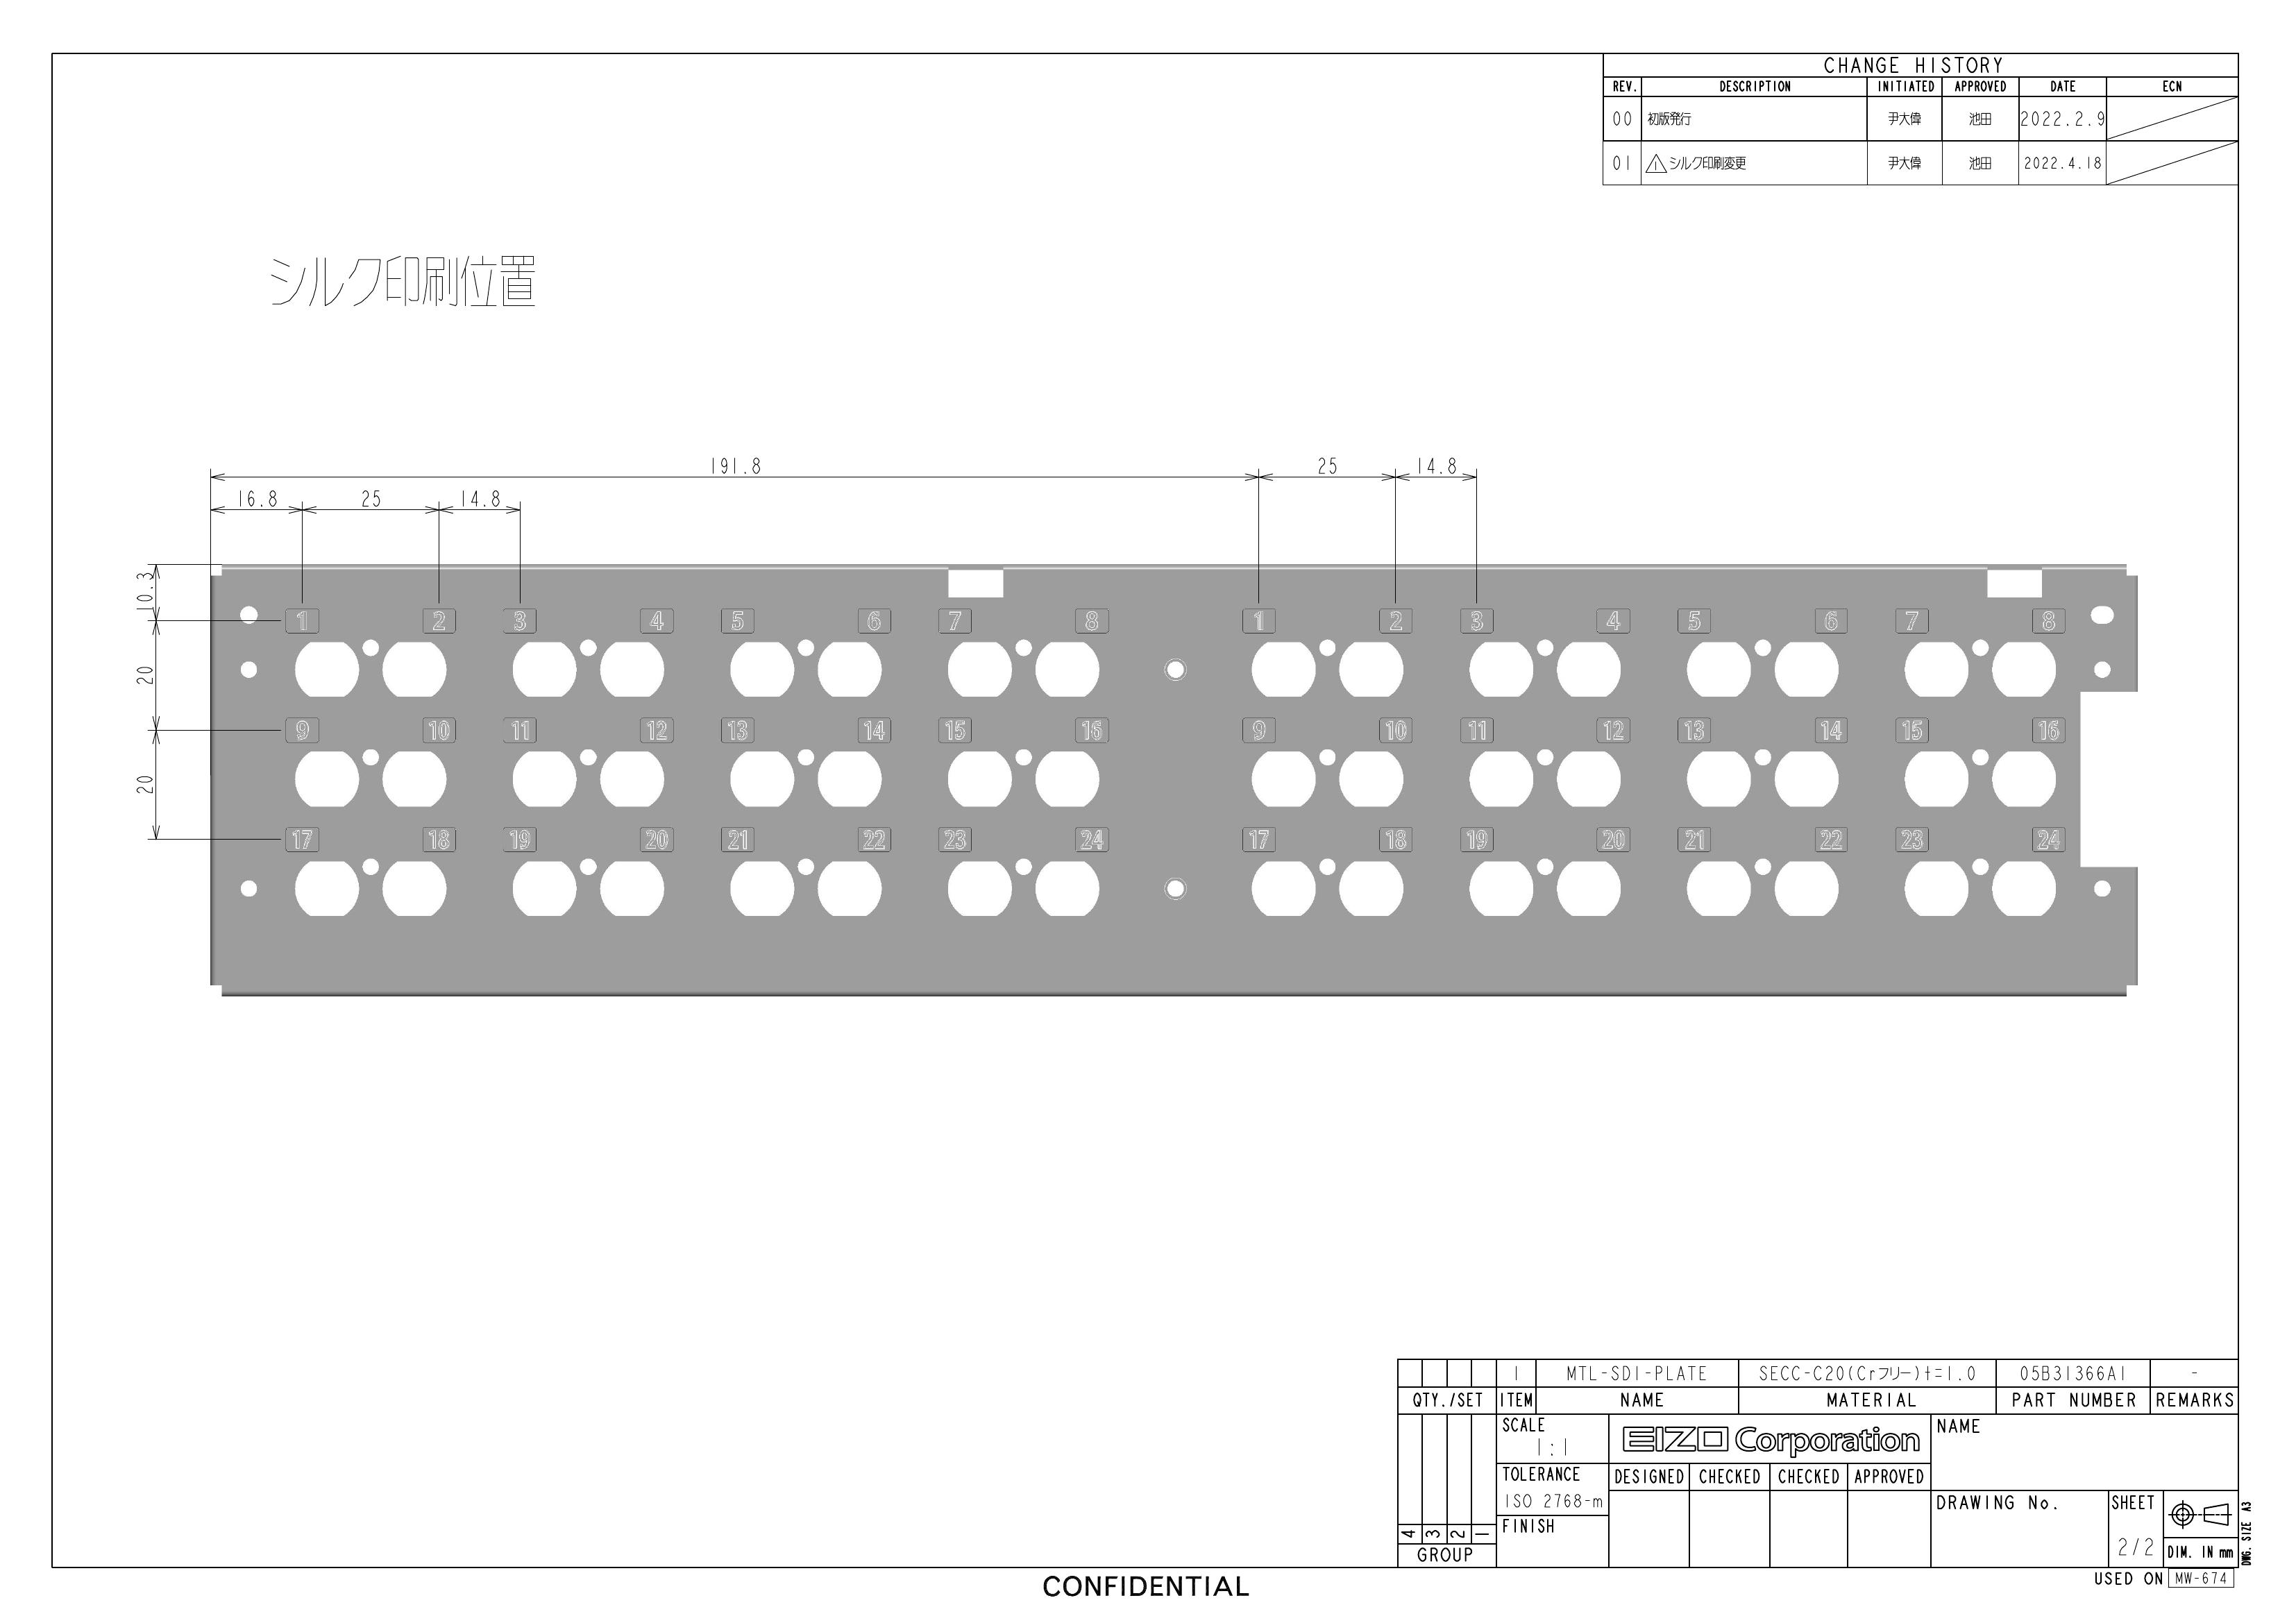 CHANGE HISTORY
REV. DESCRIPTION INITIATED APPROVED DATE ECN
00 初版発行 尹大偉 池田 2022.2.9
01 1 シルク印刷変更 尹大偉 池田 2022.4.18
シルク印刷位置
191.8 25 14.8
16.8 25 14.8
10.3
1 2 3 4 5 6 7 8 1 2 3 4 5 6 7 8
20
9 10 11 12 13 14 15 16 9 10 11 12 13 14 15 16
20
17 18 19 20 21 22 23 24 17 18 19 20 21 22 23 24
1 MTL-SDI-PLATE SECC-C20(Crフリー)t=1.0 05B31366A1 -
QTY./SET ITEM NAME MATERIAL PART NUMBER REMARKS
SCALE
1:1
EIZO Corporation
NAME
TOLERANCE
ISO 2768-m
DESIGNED CHECKED CHECKED APPROVED
FINISH
DRAWING No.
SHEET
2/2
DIM. IN mm
4 3 2 1
GROUP
DWG. SIZE A3
USED ON MW-674
CONFIDENTIAL